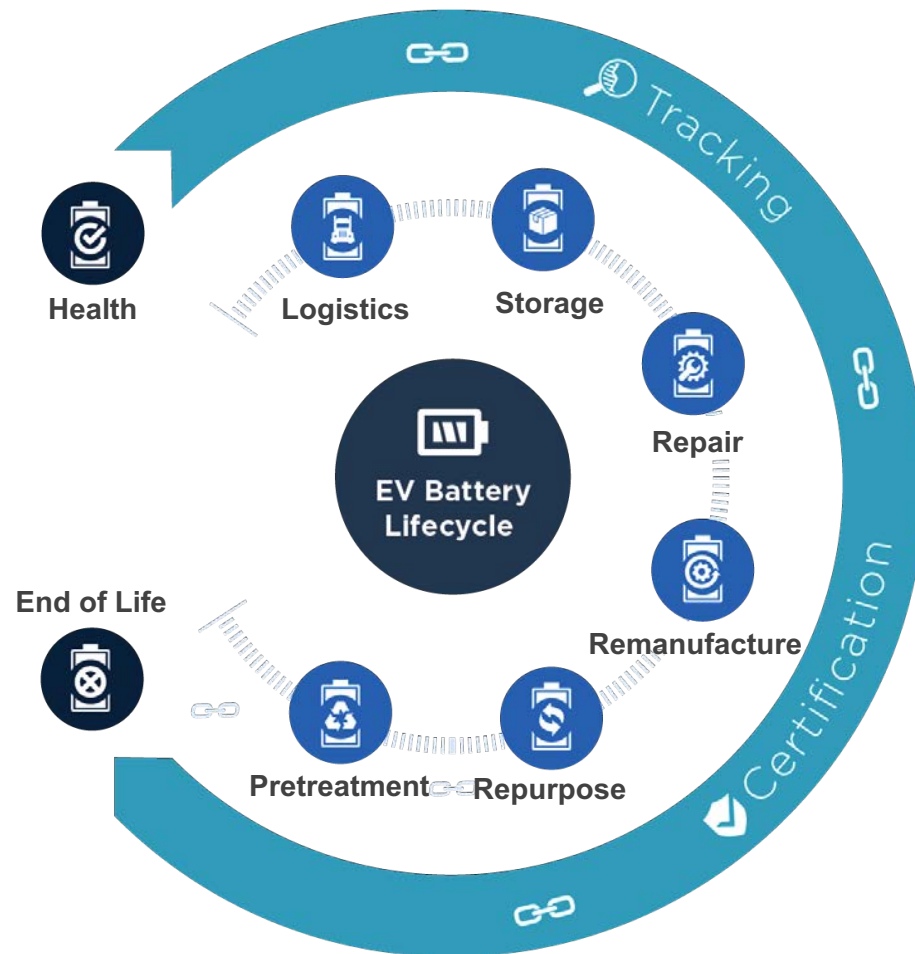 Tracking
Health
Logistics
Storage
Repair
EV Battery
Lifecycle
End of Life
Remanufacture
Certification
Pretreatment
Repurpose